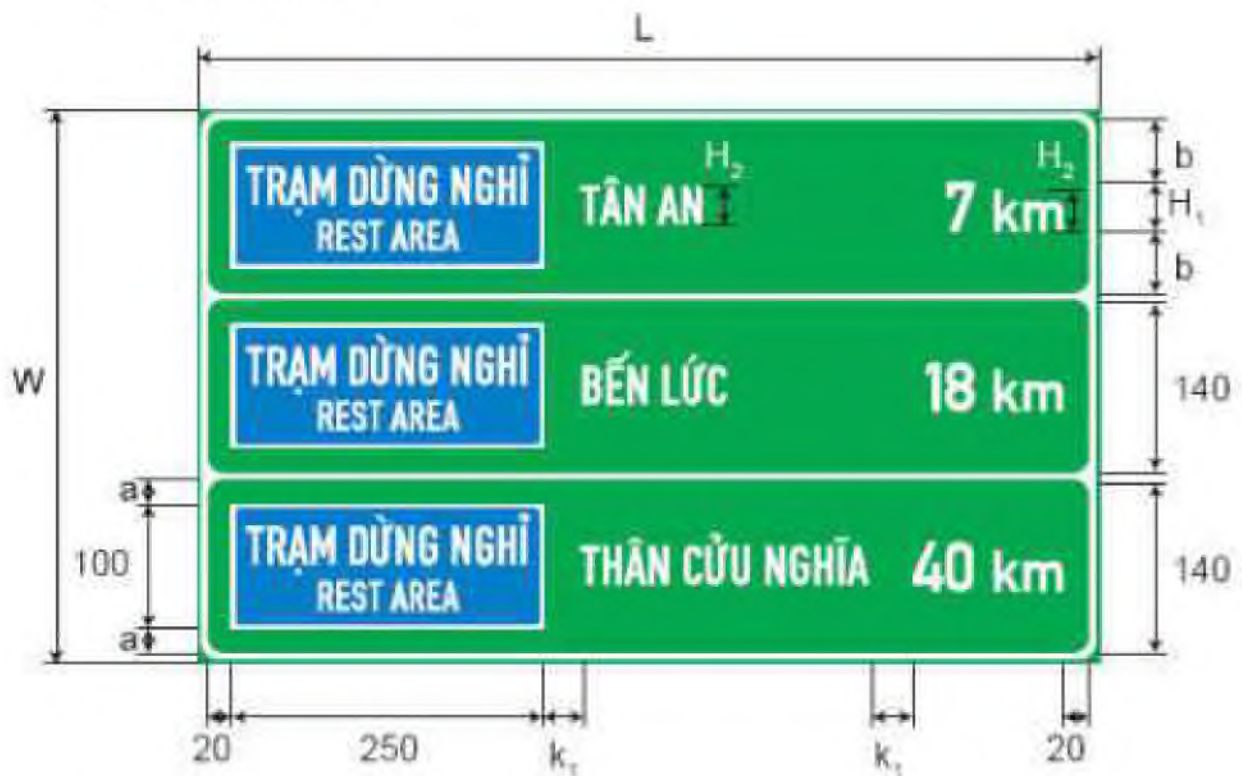 L
W
TRẠM DỪNG NGHỈ
REST AREA
TÂN AN
H₂
7 km
H₂
b
H₁
b
TRẠM DỪNG NGHỈ
REST AREA
BẾN LỨC
18 km
140
a
100
a
TRẠM DỪNG NGHỈ
REST AREA
THÂN CỬU NGHĨA
40 km
140
20
250
k₁
k₁
20